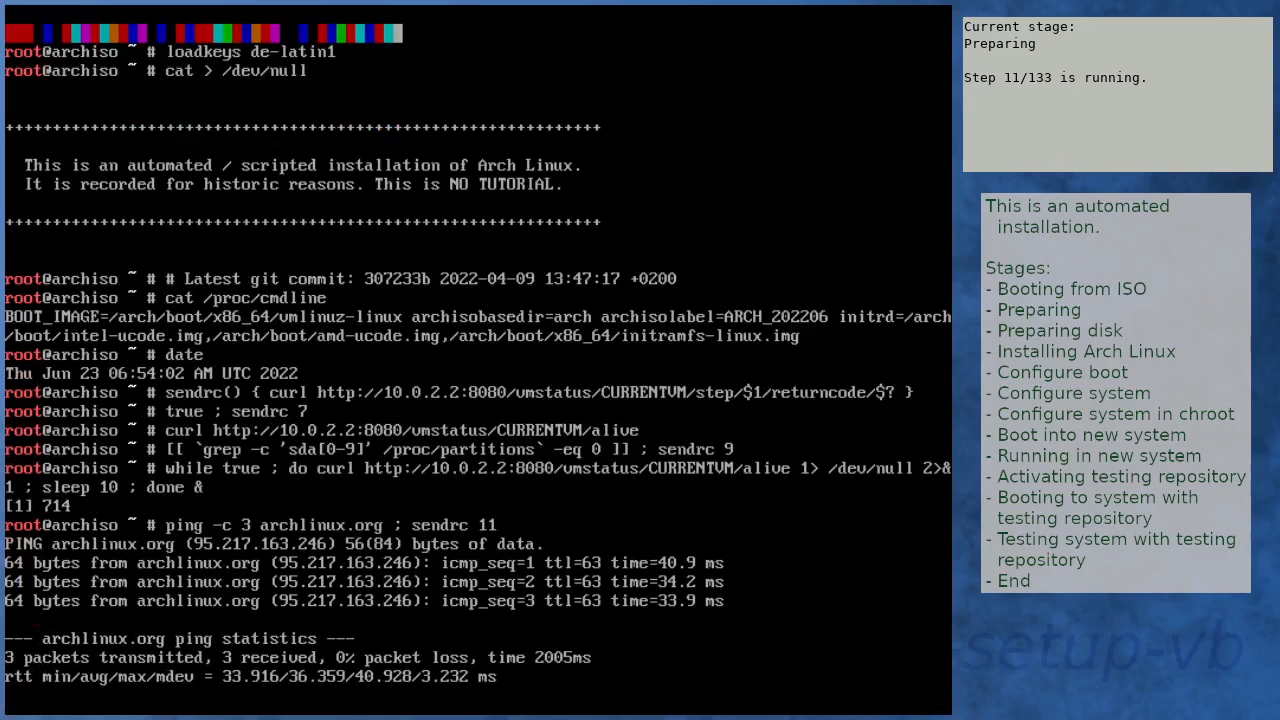 root@archiso ~ # loadkeys de-latin1
root@archiso ~ # cat > /dev/null
+++++++++++++++++++++++++++++++++++++++++++++++++++++++++++++++
This is an automated / scripted installation of Arch Linux.
It is recorded for historic reasons. This is NO TUTORIAL.
+++++++++++++++++++++++++++++++++++++++++++++++++++++++++++++++
root@archiso ~ # # Latest git commit: 307233b 2022-04-09 13:47:17 +0200
root@archiso ~ # cat /proc/cmdline
BOOT_IMAGE=/arch/boot/x86_64/vmlinuz-linux archisobasedir=arch archisolabel=ARCH_202206 initrd=/arch
/boot/intel-ucode.img,/arch/boot/amd-ucode.img,/arch/boot/x86_64/initramfs-linux.img
root@archiso ~ # date
Thu Jun 23 06:54:02 AM UTC 2022
root@archiso ~ # sendrc() { curl http://10.0.2.2:8080/vmstatus/CURRENTVM/step/$1/returncode/$? }
root@archiso ~ # true ; sendrc 7
root@archiso ~ # curl http://10.0.2.2:8080/vmstatus/CURRENTVM/alive
root@archiso ~ # [[ `grep -c 'sda[0-9]' /proc/partitions` -eq 0 ]] ; sendrc 9
root@archiso ~ # while true ; do curl http://10.0.2.2:8080/vmstatus/CURRENTVM/alive 1> /dev/null 2>&
1 ; sleep 10 ; done &
[1] 714
root@archiso ~ # ping -c 3 archlinux.org ; sendrc 11
PING archlinux.org (95.217.163.246) 56(84) bytes of data.
64 bytes from archlinux.org (95.217.163.246): icmp_seq=1 ttl=63 time=40.9 ms
64 bytes from archlinux.org (95.217.163.246): icmp_seq=2 ttl=63 time=34.2 ms
64 bytes from archlinux.org (95.217.163.246): icmp_seq=3 ttl=63 time=33.9 ms
--- archlinux.org ping statistics ---
3 packets transmitted, 3 received, 0% packet loss, time 2005ms
rtt min/avg/max/mdev = 33.916/36.359/40.928/3.232 ms
Current stage:
Preparing
Step 11/133 is running.
This is an automated
installation.
Stages:
- Booting from ISO
- Preparing
- Preparing disk
- Installing Arch Linux
- Configure boot
- Configure system
- Configure system in chroot
- Boot into new system
- Running in new system
- Activating testing repository
- Booting to system with
testing repository
- Testing system with testing
repository
- End
-setup-vb